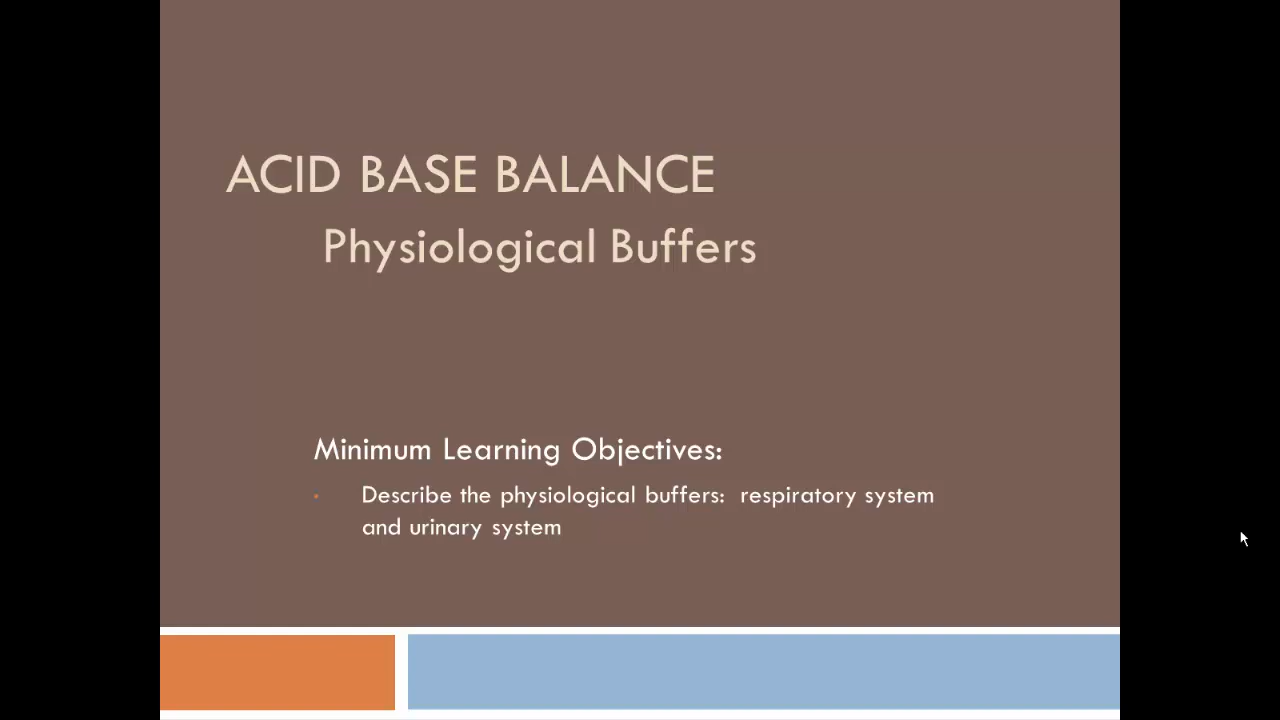 ACID BASE BALANCE
Physiological Buffers
Minimum Learning Objectives:
• Describe the physiological buffers: respiratory system
and urinary system